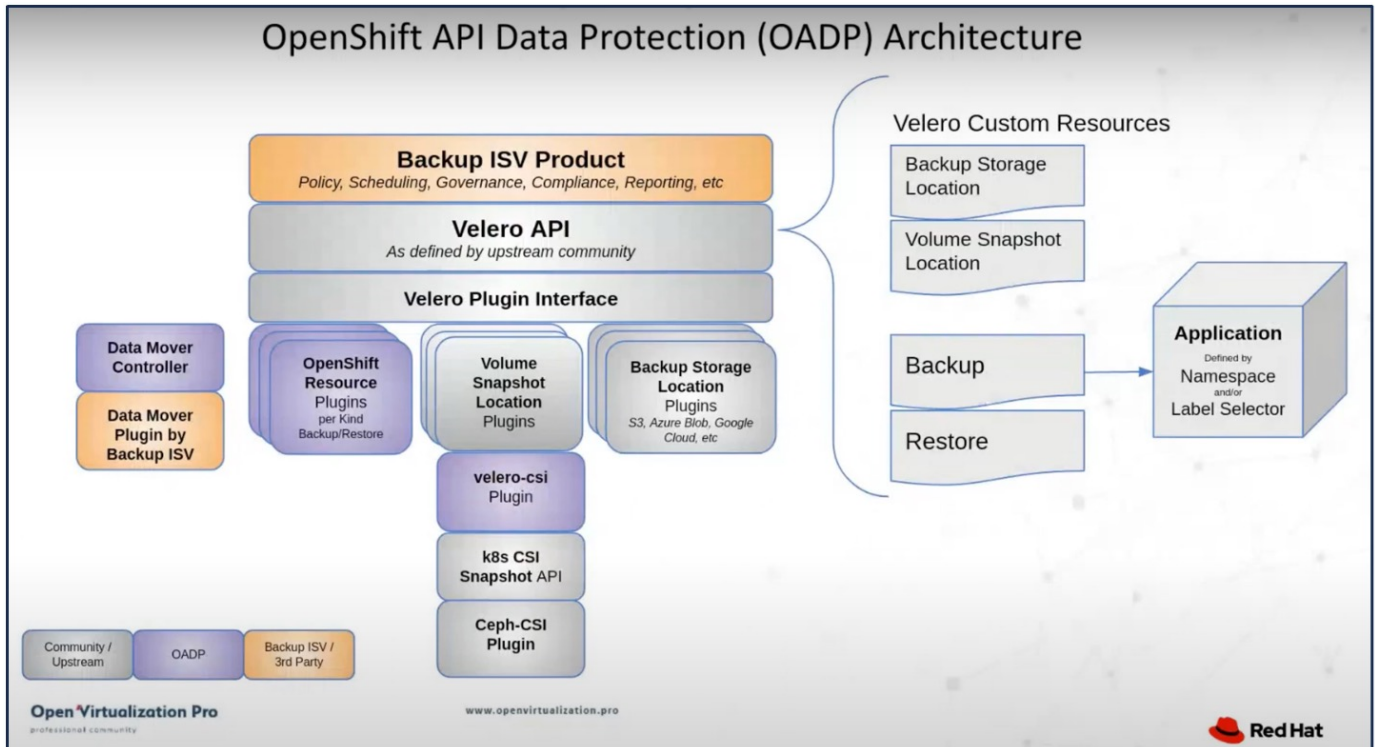 OpenShift API Data Protection (OADP) Architecture
Backup ISV Product
Policy, Scheduling, Governance, Compliance, Reporting, etc
Velero API
As defined by upstream community
Velero Plugin Interface
Data Mover
Controller
Data Mover
Plugin by
Backup ISV
OpenShift
Resource
Plugins
per Kind
Backup/Restore
Volume
Snapshot
Location
Plugins
Backup Storage
Location
Plugins
S3, Azure Blob, Google
Cloud, etc
velero-csi
Plugin
k8s CSI
Snapshot API
Ceph-CSI
Plugin
Velero Custom Resources
Backup Storage
Location
Volume Snapshot
Location
Backup
Restore
Application
Defined by
Namespace
and/or
Label Selector
Community /
Upstream
OADP
Backup ISV /
3rd Party
Open Virtualization Pro
professional community
www.openvirtualization.pro
Red Hat